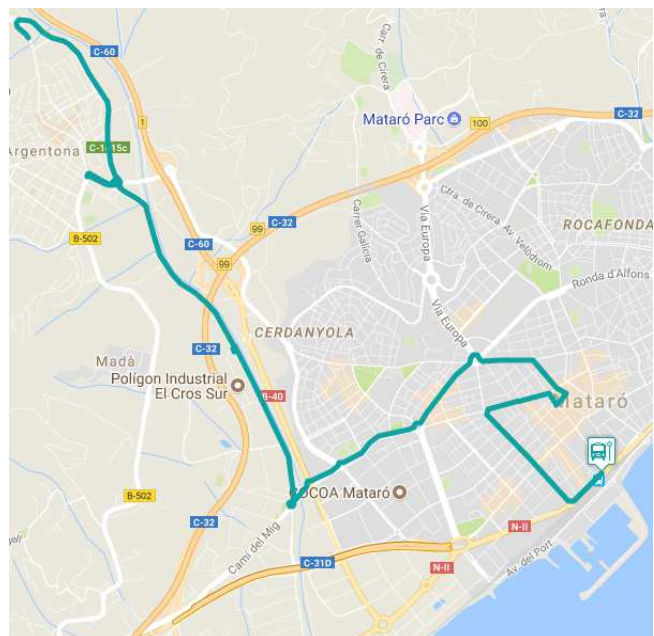 C-60
1
Carr. de Cirera
Mataró Parc
100
C-32
Argentona
C-1415c
Ctra. de Cirera
Av. Velòdrom
Via Europa
Carrer Galícia
ROCAFONDA
B-502
99
C-32
C-60
99
Ronda d'Alfons
Via Europa
CERDANYOLA
C-32
Madà
Polígon Industrial
El Cros Sur
B-40
Mataró
COCOA Mataró
B-502
C-32
Camí del Mig
N-II
C-31D
N-II
Av. del Port